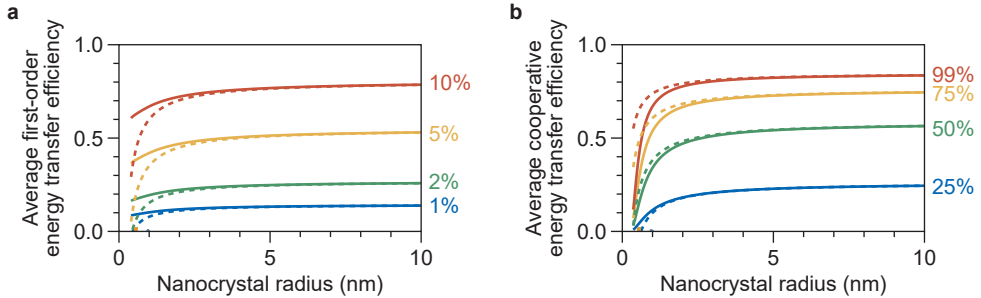 a
Average first-order
energy transfer efficiency
1.0
0.5
0.0
0
5
10
Nanocrystal radius (nm)
10%
5%
2%
1%
b
Average cooperative
energy transfer efficiency
1.0
0.5
0.0
0
5
10
Nanocrystal radius (nm)
99%
75%
50%
25%